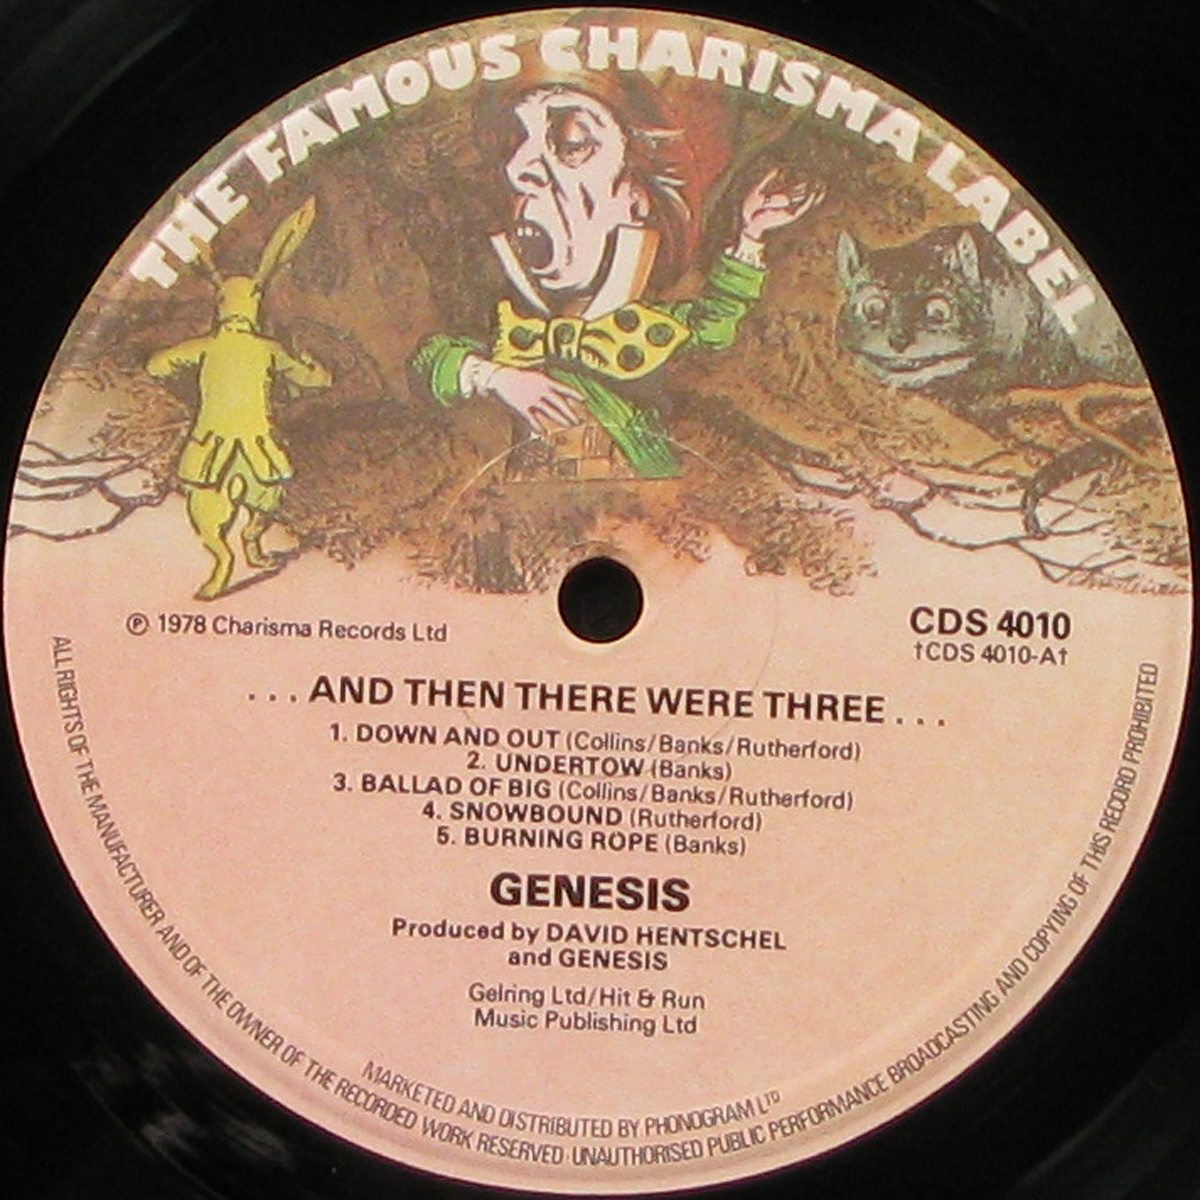 THE FAMOUS CHARISMA LABEL
℗ 1978 Charisma Records Ltd
CDS 4010
†CDS 4010-A†
...AND THEN THERE WERE THREE...
1. DOWN AND OUT (Collins/Banks/Rutherford)
2. UNDERTOW (Banks)
3. BALLAD OF BIG (Collins/Banks/Rutherford)
4. SNOWBOUND (Rutherford)
5. BURNING ROPE (Banks)
GENESIS
Produced by DAVID HENTSCHEL
and GENESIS
Gelring Ltd/Hit & Run
Music Publishing Ltd
MARKETED AND DISTRIBUTED BY PHONOGRAM LTD
ALL RIGHTS OF THE MANUFACTURER AND OF THE OWNER OF THE RECORDED WORK RESERVED · UNAUTHORISED PUBLIC PERFORMANCE BROADCASTING AND COPYING OF THIS RECORD PROHIBITED